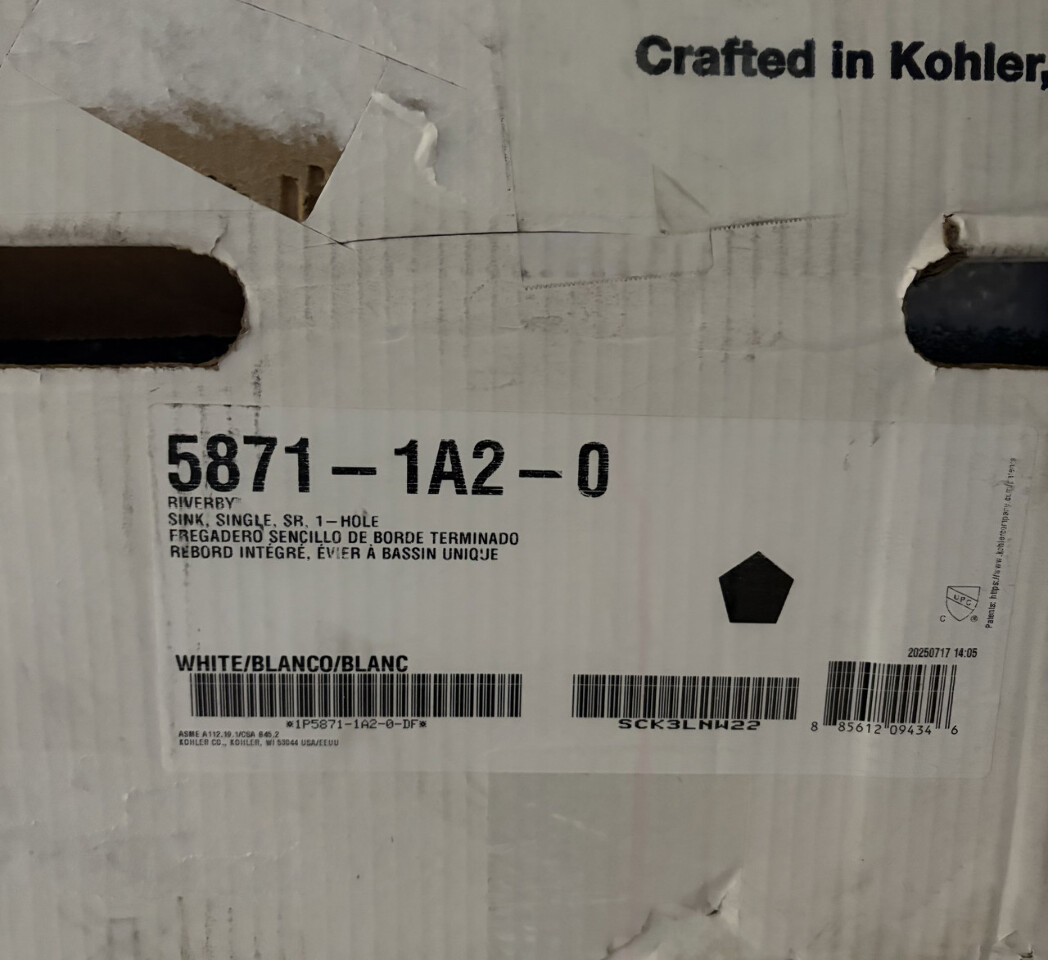 Crafted in Kohler,
5871-1A2-0
RIVERBY™
SINK, SINGLE, SR, 1-HOLE
FREGADERO SENCILLO DE BORDE TERMINADO
REBORD INTÉGRÉ, ÉVIER À BASSIN UNIQUE
UPC
C ®
20250717 14:05
WHITE/BLANCO/BLANC
*1P5871-1A2-0-DF*
SCK3LNW22
8 85612 09434 6
ASME A112.19.1/CSA B45.2
KOHLER CO., KOHLER, WI 53044 USA/EEUU